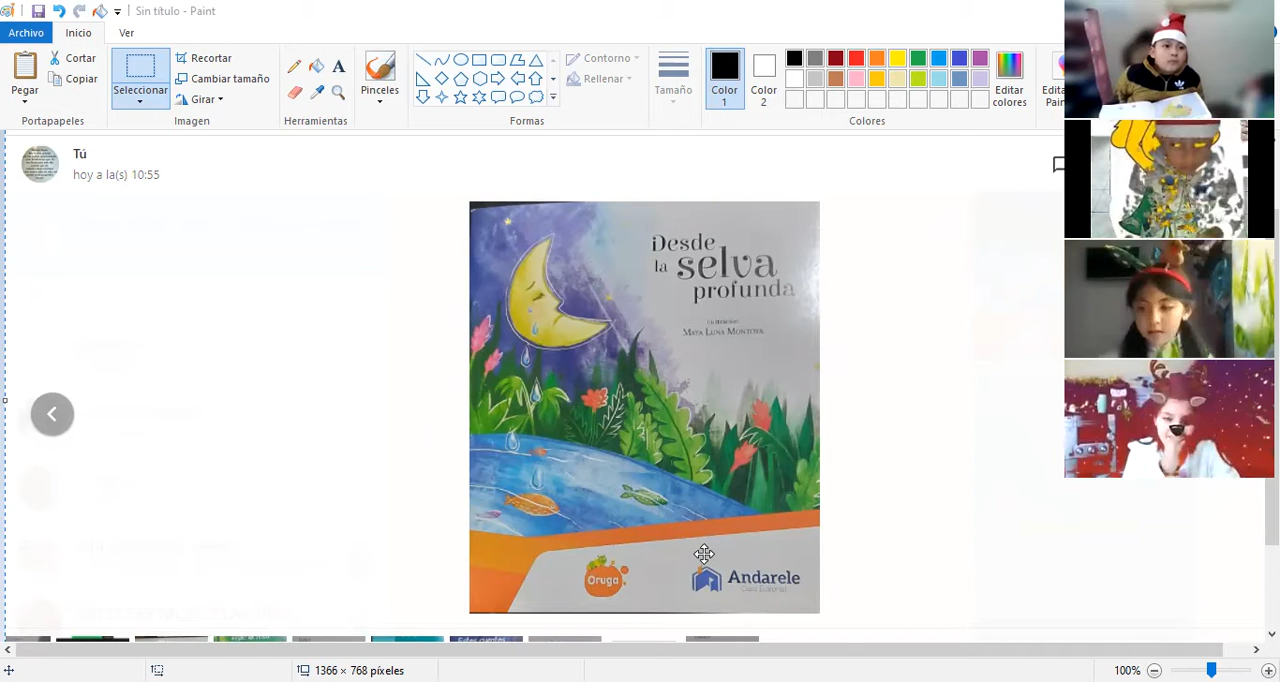 Sin título - Paint
Archivo
Inicio
Ver
Pegar
Cortar
Copiar
Portapapeles
Seleccionar
Recortar
Cambiar tamaño
Girar
Imagen
Herramientas
Pinceles
Contorno
Rellenar
Formas
Tamaño
Color
1
Color
2
Editar
colores
Colores
Tú
hoy a la(s) 10:55
Desde
la selva
profunda
Maya Luna Montoya
Oruga
Andarele
Casa Editorial
1366 × 768 píxeles
100%